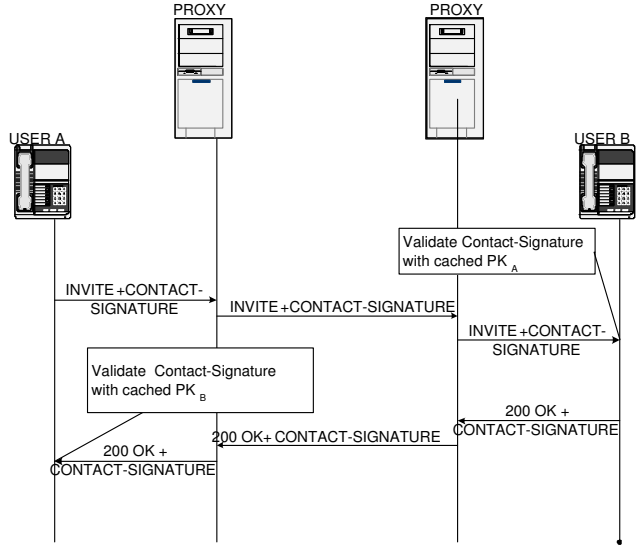 PROXY
PROXY
USER A
USER B
Validate Contact-Signature
with cached PK A
INVITE +CONTACT-
SIGNATURE
INVITE +CONTACT-SIGNATURE
INVITE +CONTACT-
SIGNATURE
Validate Contact-Signature
with cached PK B
200 OK +
CONTACT-SIGNATURE
200 OK+ CONTACT-SIGNATURE
200 OK +
CONTACT-SIGNATURE